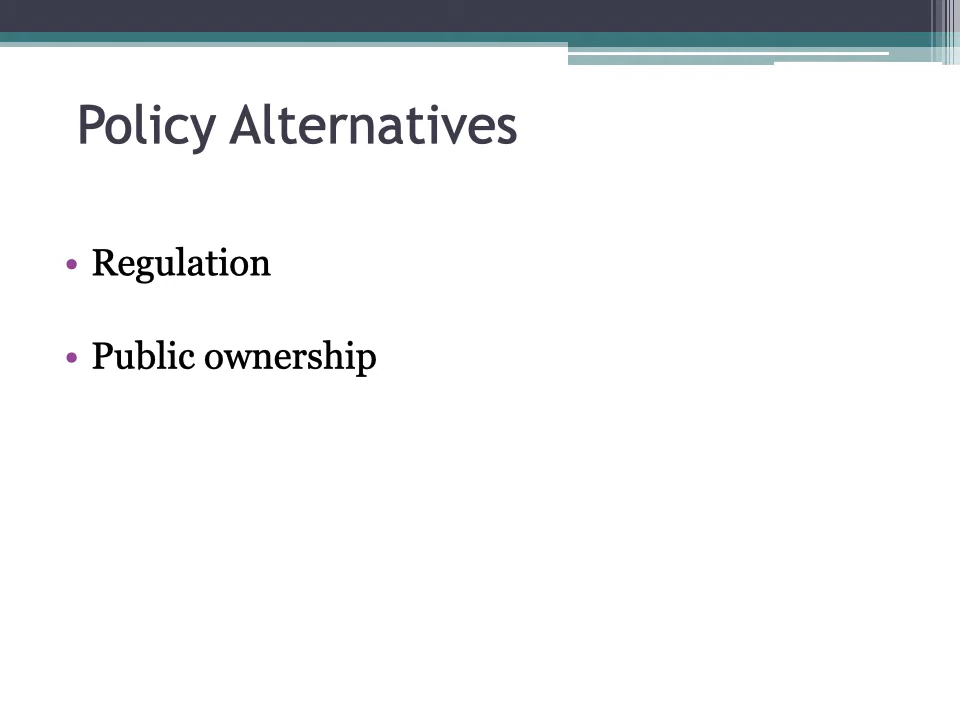 Policy Alternatives
• Regulation
• Public ownership